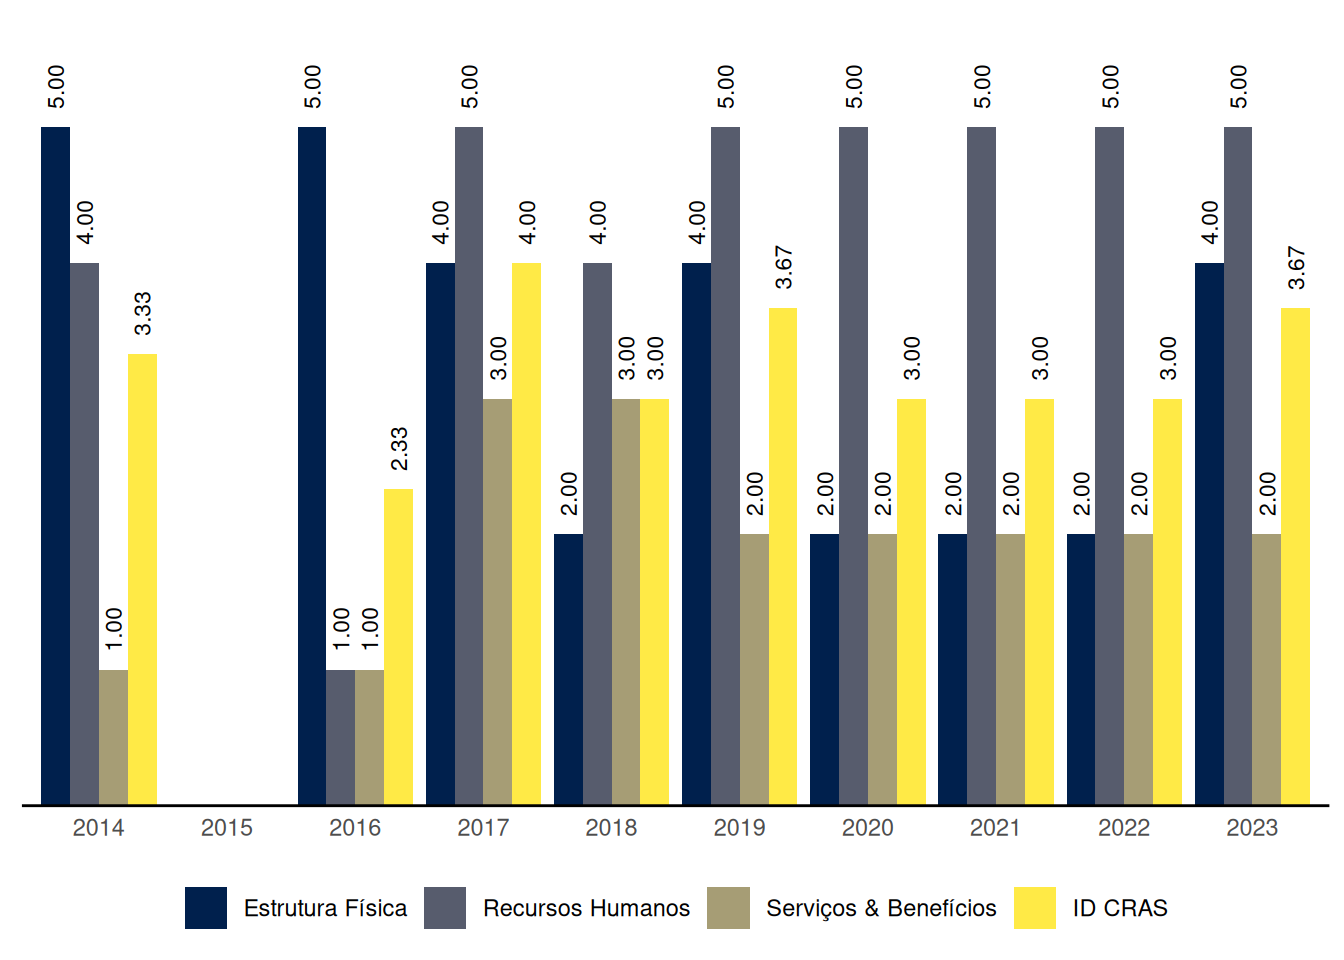 5.00 5.00 5.00 5.00 5.00 5.00 5.00 5.00
4.00 4.00 4.00 4.00 4.00 4.00
3.67 3.67
3.33
3.00 3.00 3.00 3.00 3.00 3.00
2.33
2.00 2.00 2.00 2.00 2.00 2.00 2.00 2.00 2.00
1.00 1.00 1.00
2014 2015 2016 2017 2018 2019 2020 2021 2022 2023
Estrutura Física Recursos Humanos Serviços & Benefícios ID CRAS